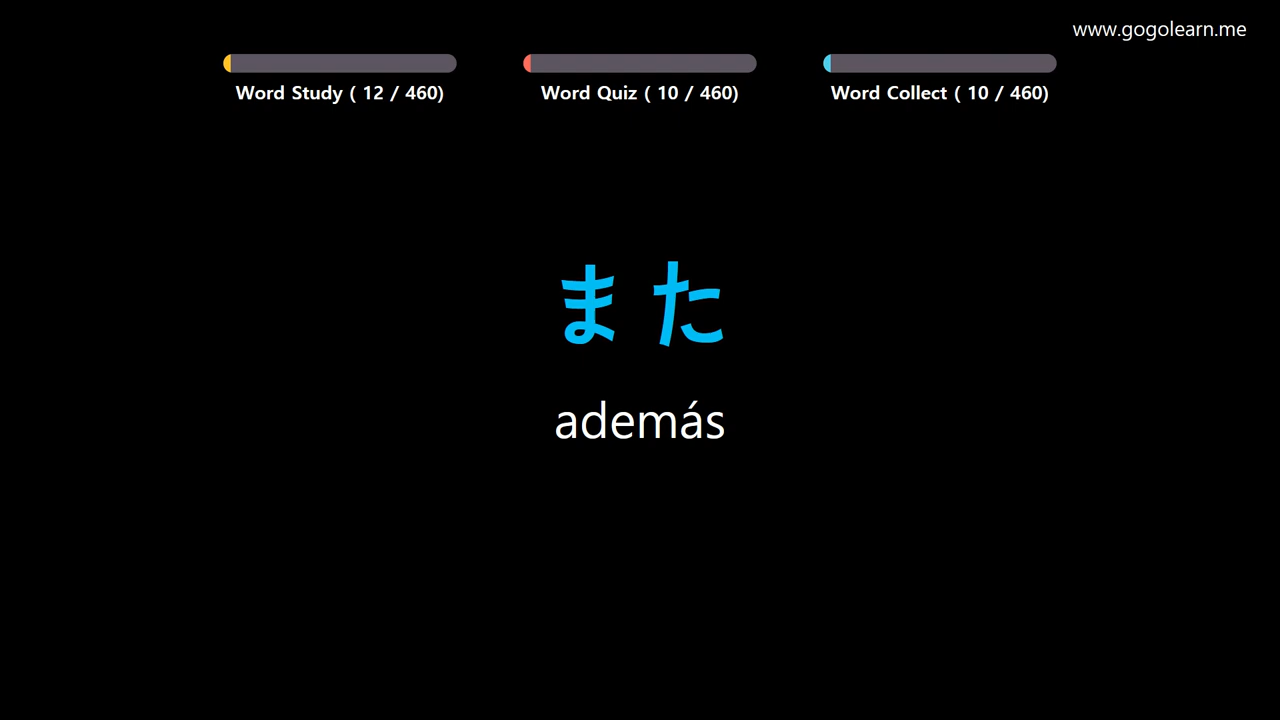 www.gogolearn.me
Word Study ( 12 / 460)
Word Quiz ( 10 / 460)
Word Collect ( 10 / 460)
また
además